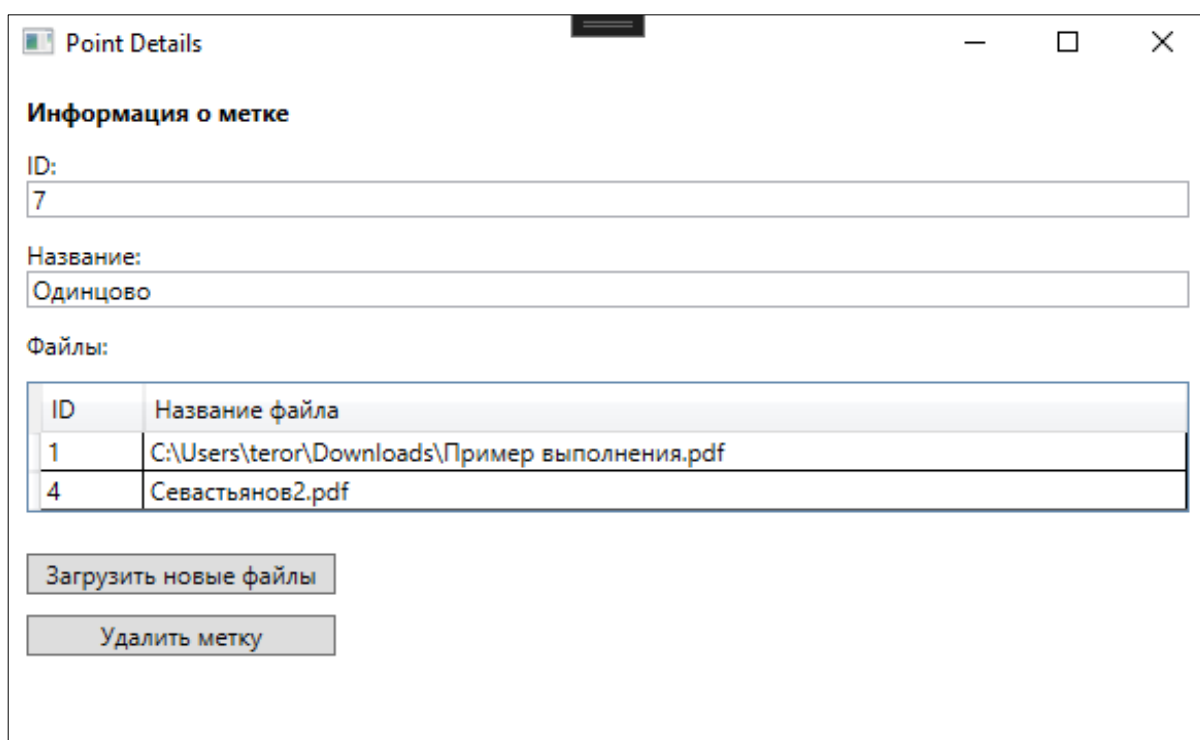 Point Details
Информация о метке
ID:
7
Название:
Одинцово
Файлы:
ID Название файла
1 C:\Users\teror\Downloads\Пример выполнения.pdf
4 Севастьянов2.pdf
Загрузить новые файлы
Удалить метку